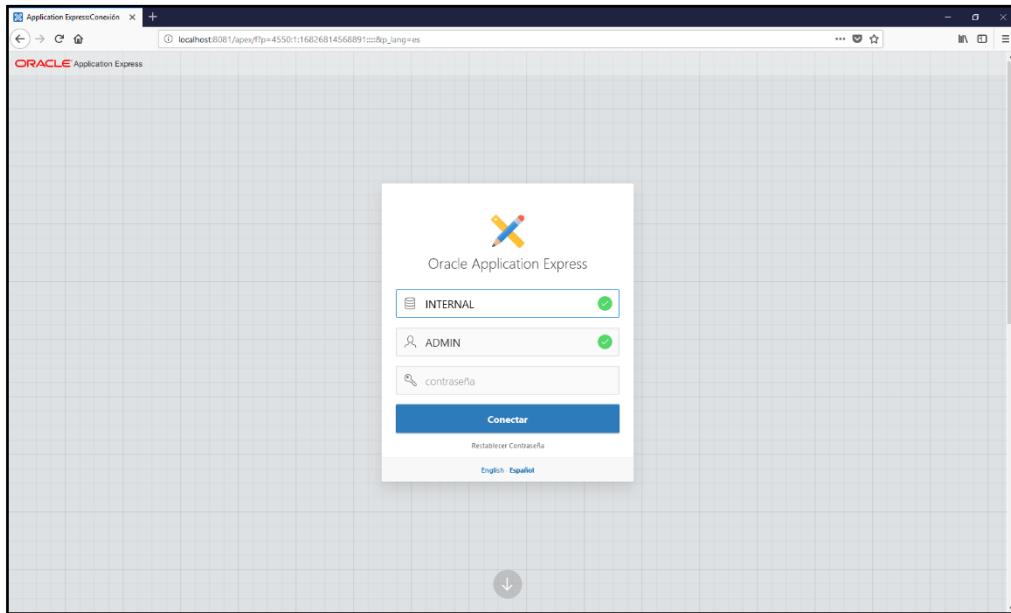 Application Express:Conexión
localhost:8081/apex/f?p=4550:1:16826814568891:::::&p_lang=es
ORACLE Application Express
Oracle Application Express
INTERNAL
ADMIN
contraseña
Conectar
Restablecer Contraseña
English · Español